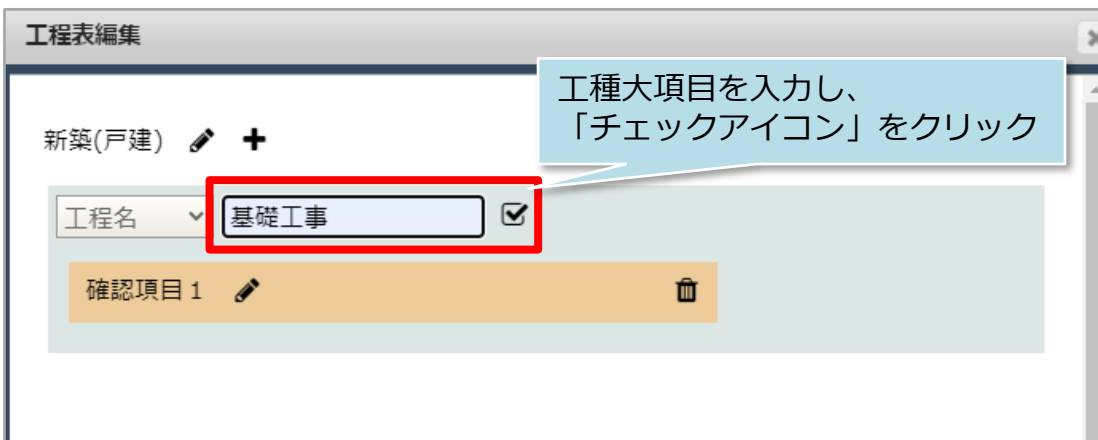 工程表編集
工種大項目を入力し、
「チェックアイコン」をクリック
新築(戸建)
工程名
基礎工事
確認項目１